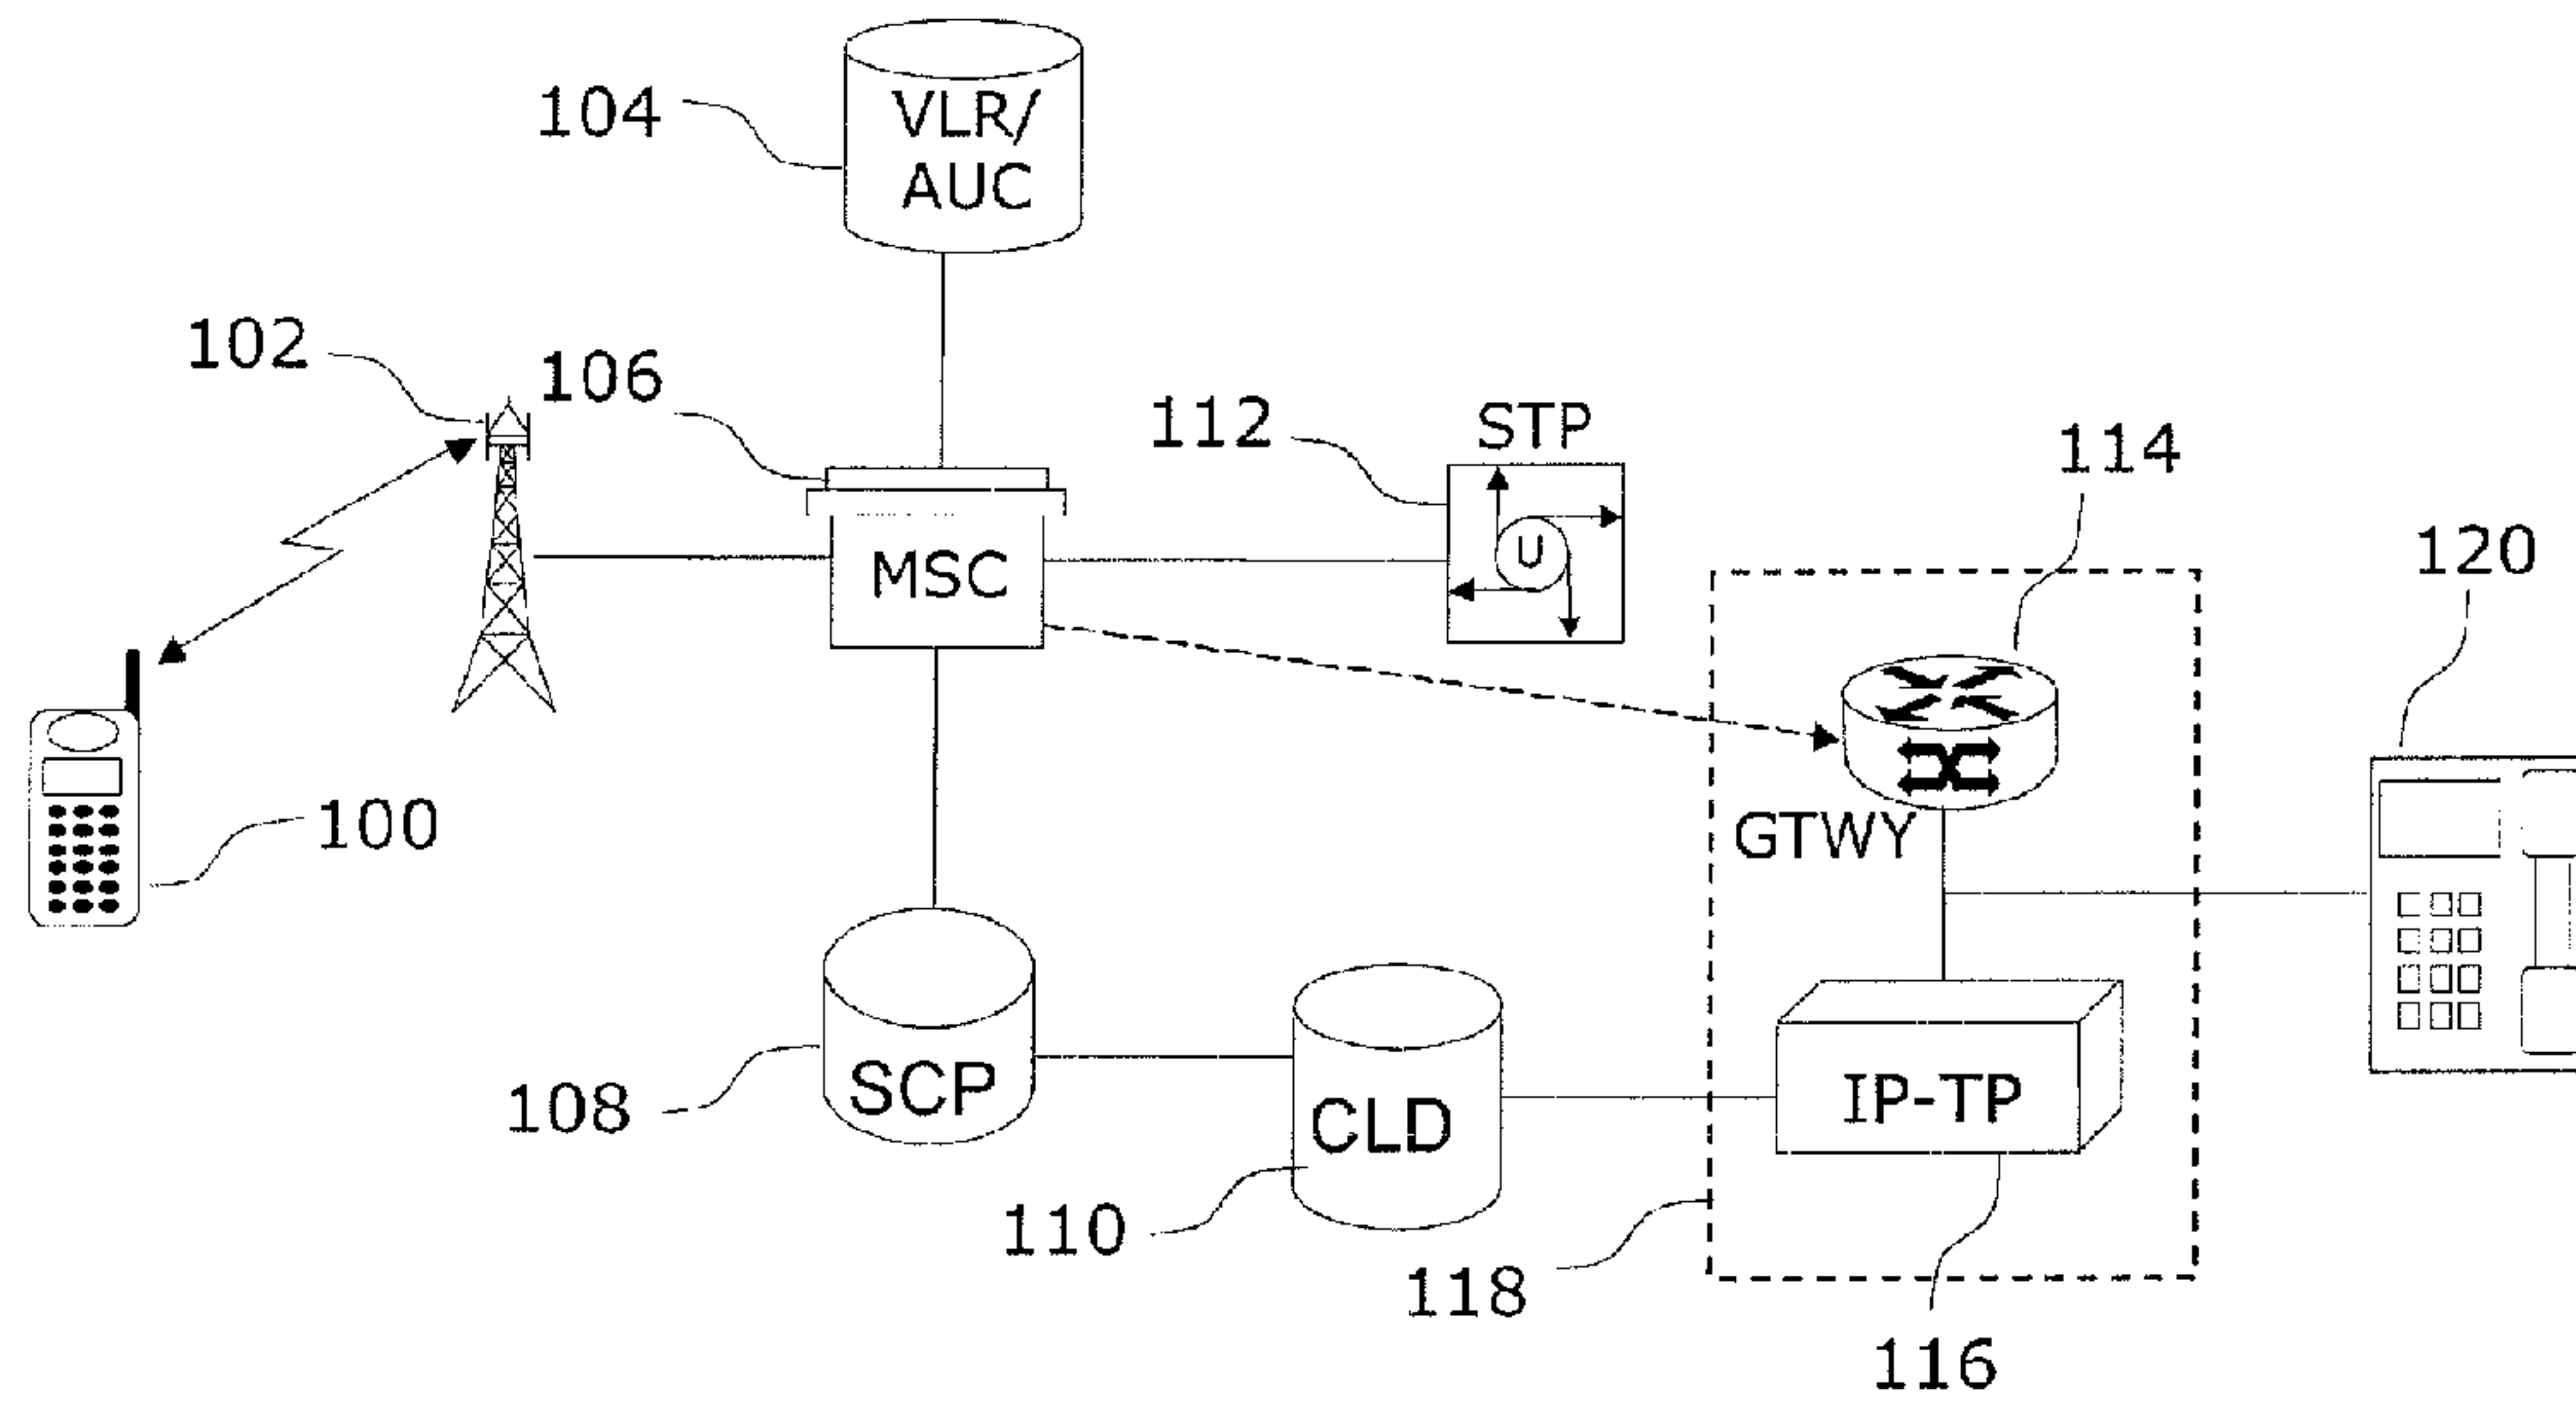 104
VLR/
AUC
102
106
112
STP
114
U
120
MSC
100
GTWY
108
SCP
CLD
IP-TP
110
118
116